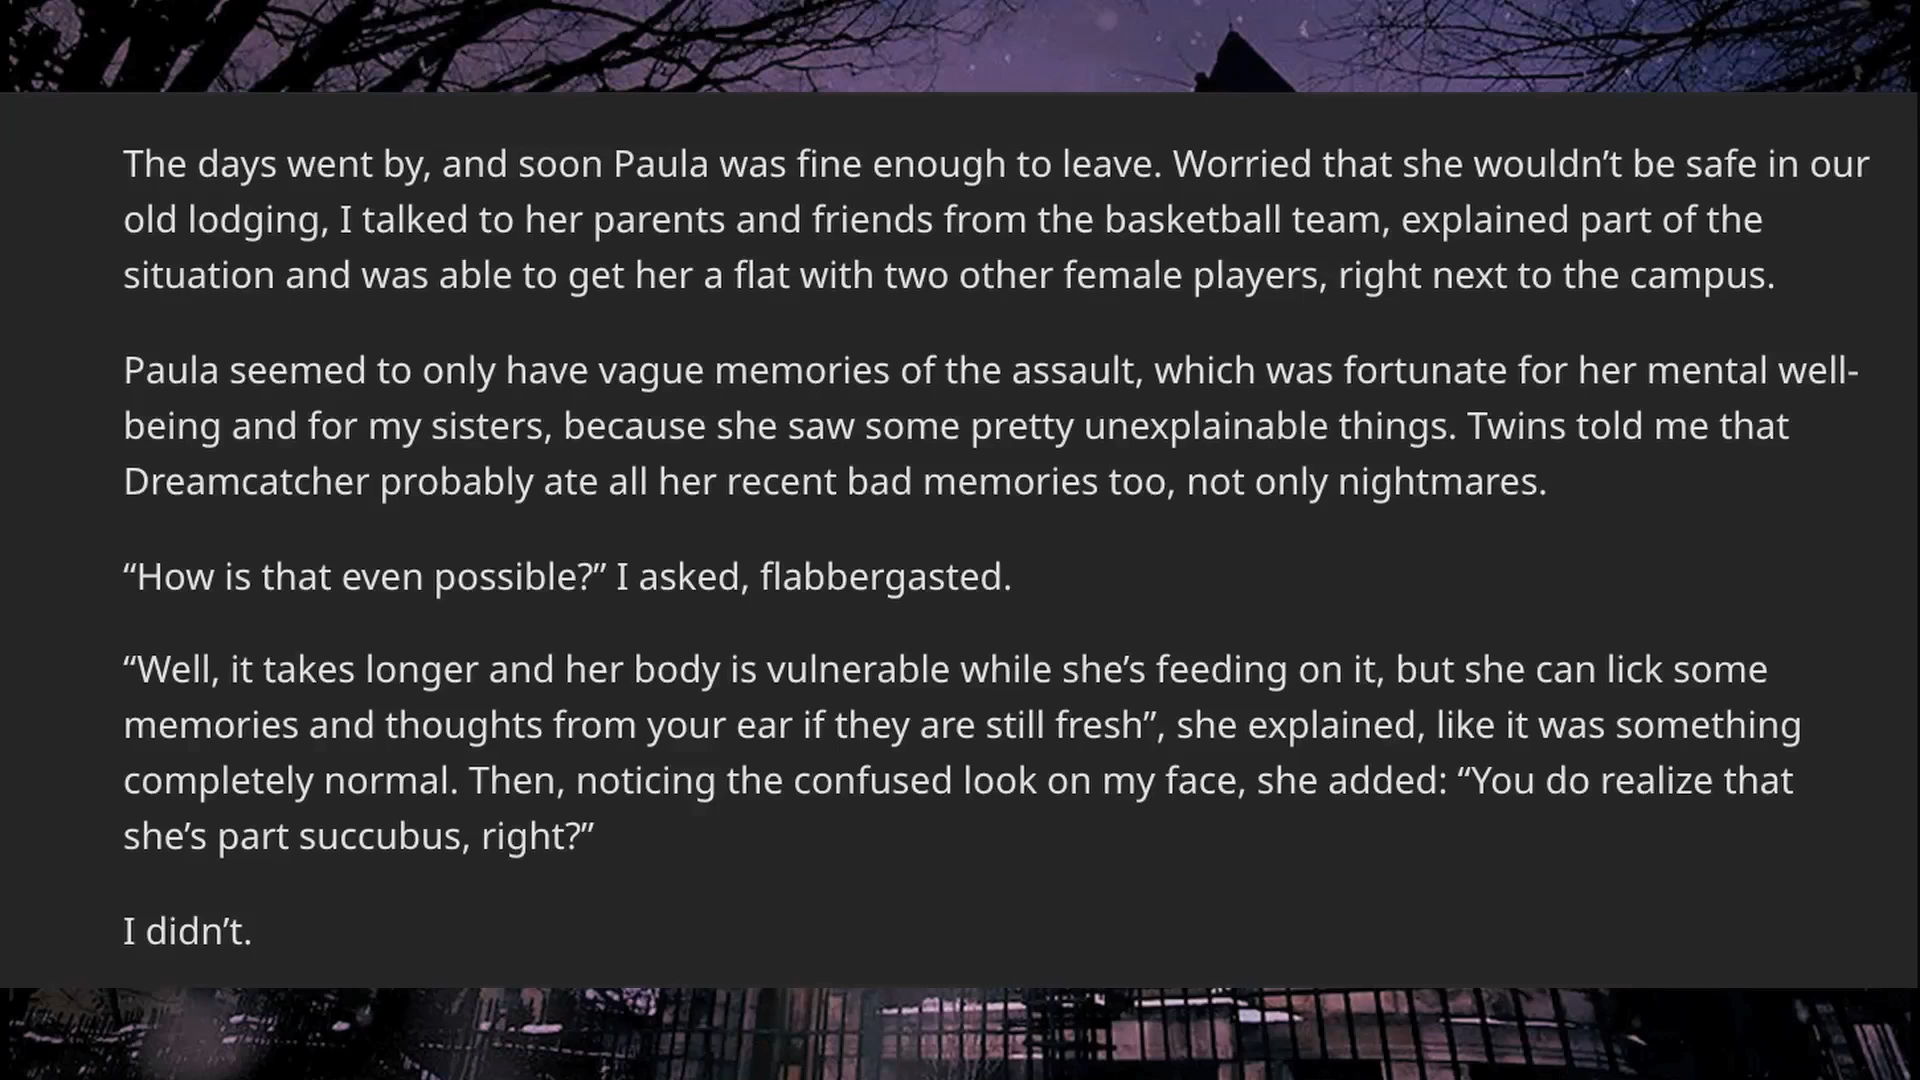 The days went by, and soon Paula was fine enough to leave. Worried that she wouldn’t be safe in our
old lodging, I talked to her parents and friends from the basketball team, explained part of the
situation and was able to get her a flat with two other female players, right next to the campus.
Paula seemed to only have vague memories of the assault, which was fortunate for her mental well-
being and for my sisters, because she saw some pretty unexplainable things. Twins told me that
Dreamcatcher probably ate all her recent bad memories too, not only nightmares.
“How is that even possible?” I asked, flabbergasted.
“Well, it takes longer and her body is vulnerable while she’s feeding on it, but she can lick some
memories and thoughts from your ear if they are still fresh”, she explained, like it was something
completely normal. Then, noticing the confused look on my face, she added: “You do realize that
she’s part succubus, right?”
I didn’t.